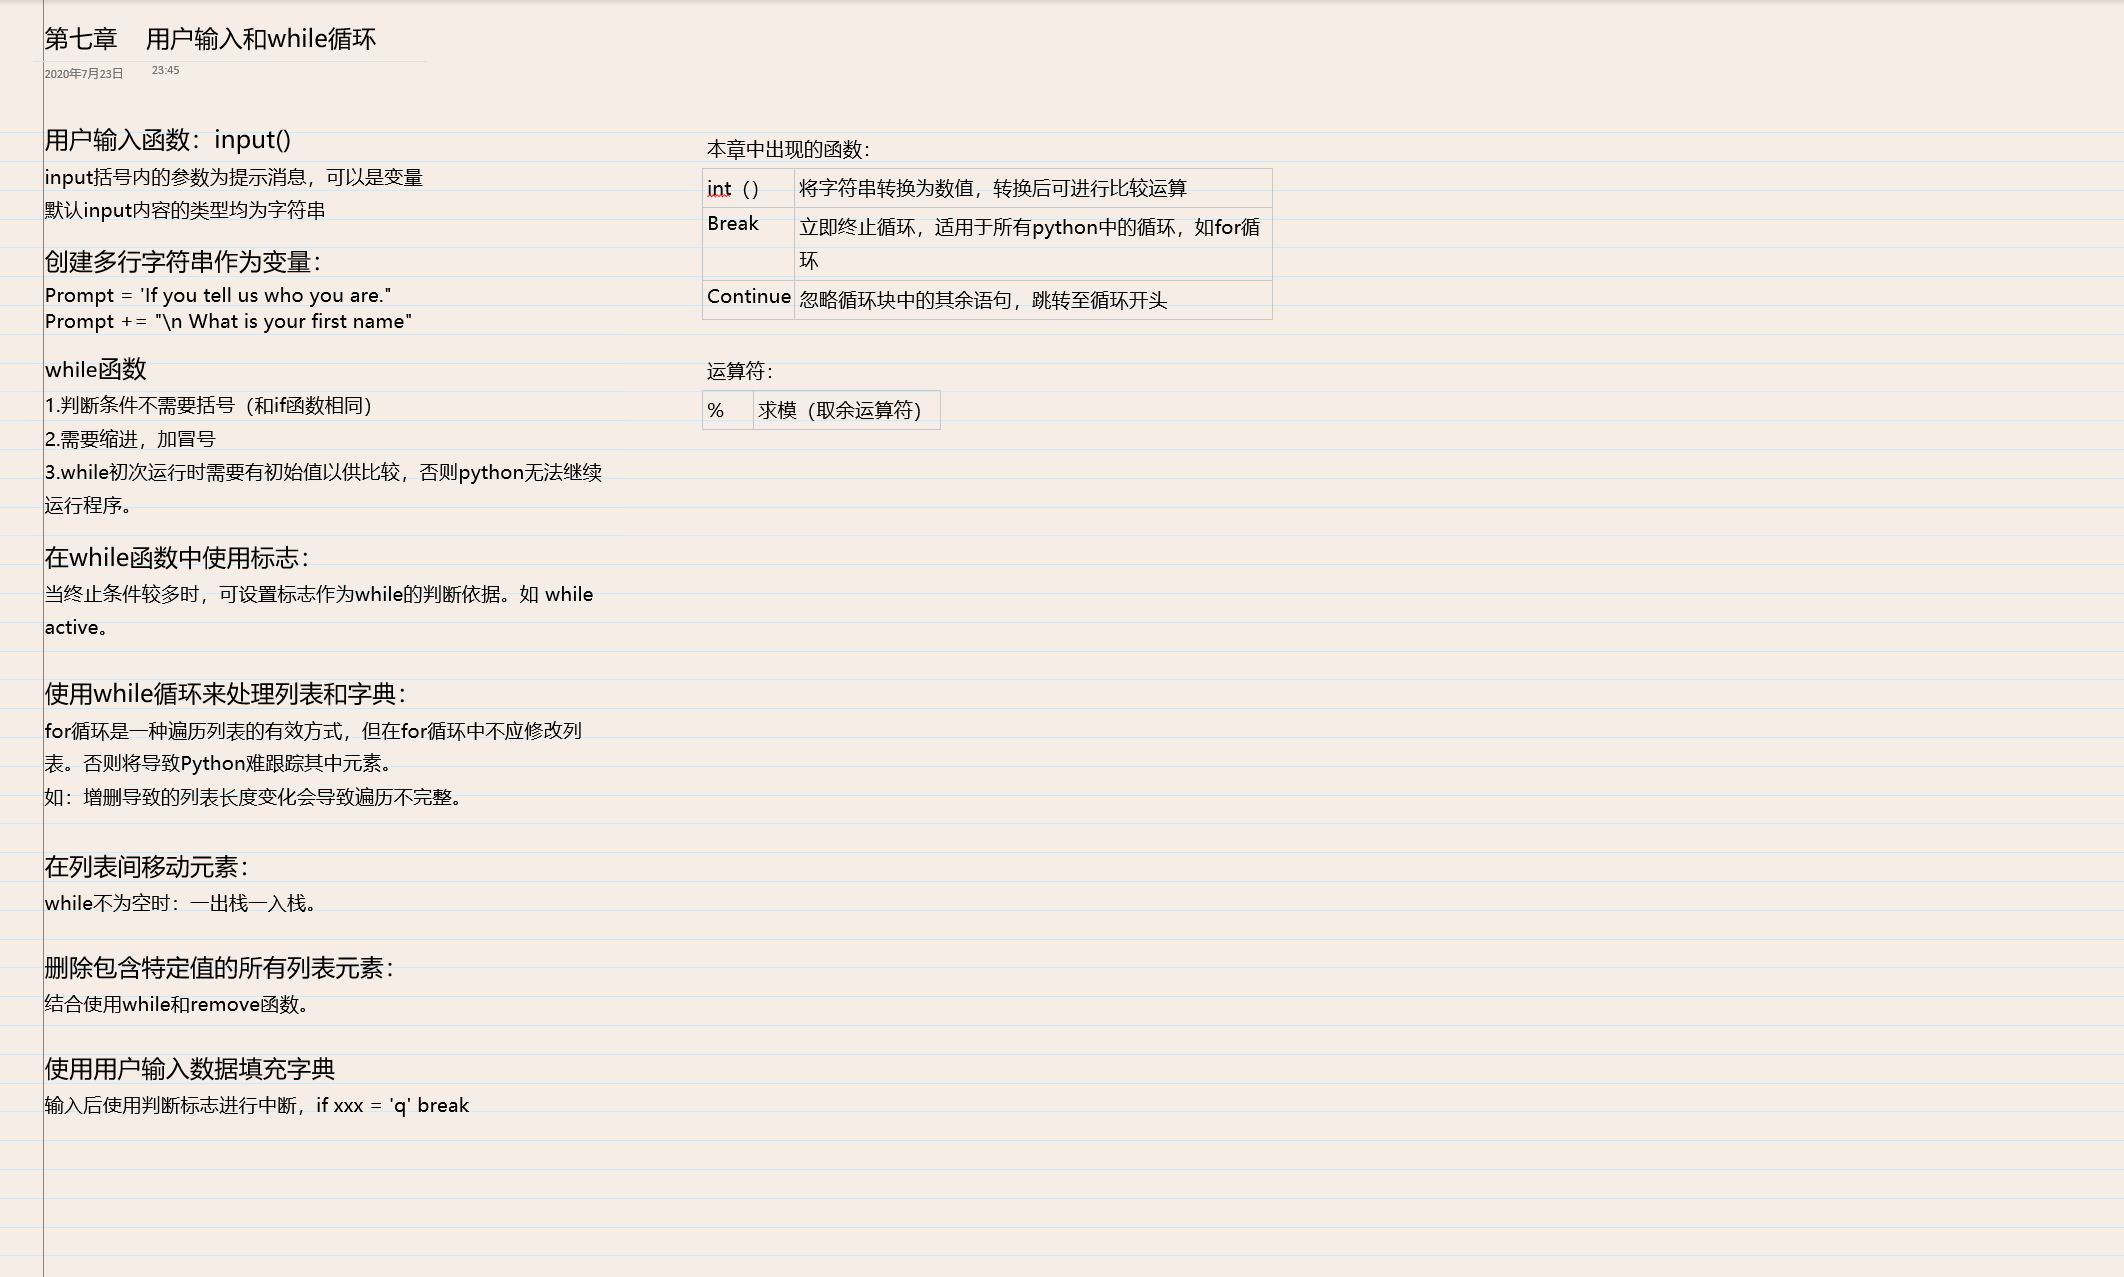 第七章 用户输入和while循环
2020年7月23日 23:45
用户输入函数：input()
input括号内的参数为提示消息，可以是变量
默认input内容的类型均为字符串
创建多行字符串作为变量：
Prompt = 'If you tell us who you are."
Prompt += "\n What is your first name"
while函数
1.判断条件不需要括号（和if函数相同）
2.需要缩进，加冒号
3.while初次运行时需要有初始值以供比较，否则python无法继续
运行程序。
在while函数中使用标志：
当终止条件较多时，可设置标志作为while的判断依据。如 while
active。
使用while循环来处理列表和字典：
for循环是一种遍历列表的有效方式，但在for循环中不应修改列
表。否则将导致Python难跟踪其中元素。
如：增删导致的列表长度变化会导致遍历不完整。
在列表间移动元素：
while不为空时：一出栈一入栈。
删除包含特定值的所有列表元素：
结合使用while和remove函数。
使用用户输入数据填充字典
输入后使用判断标志进行中断，if xxx = 'q' break
本章中出现的函数：
int（） 将字符串转换为数值，转换后可进行比较运算
Break 立即终止循环，适用于所有python中的循环，如for循
环
Continue 忽略循环块中的其余语句，跳转至循环开头
运算符：
% 求模（取余运算符）